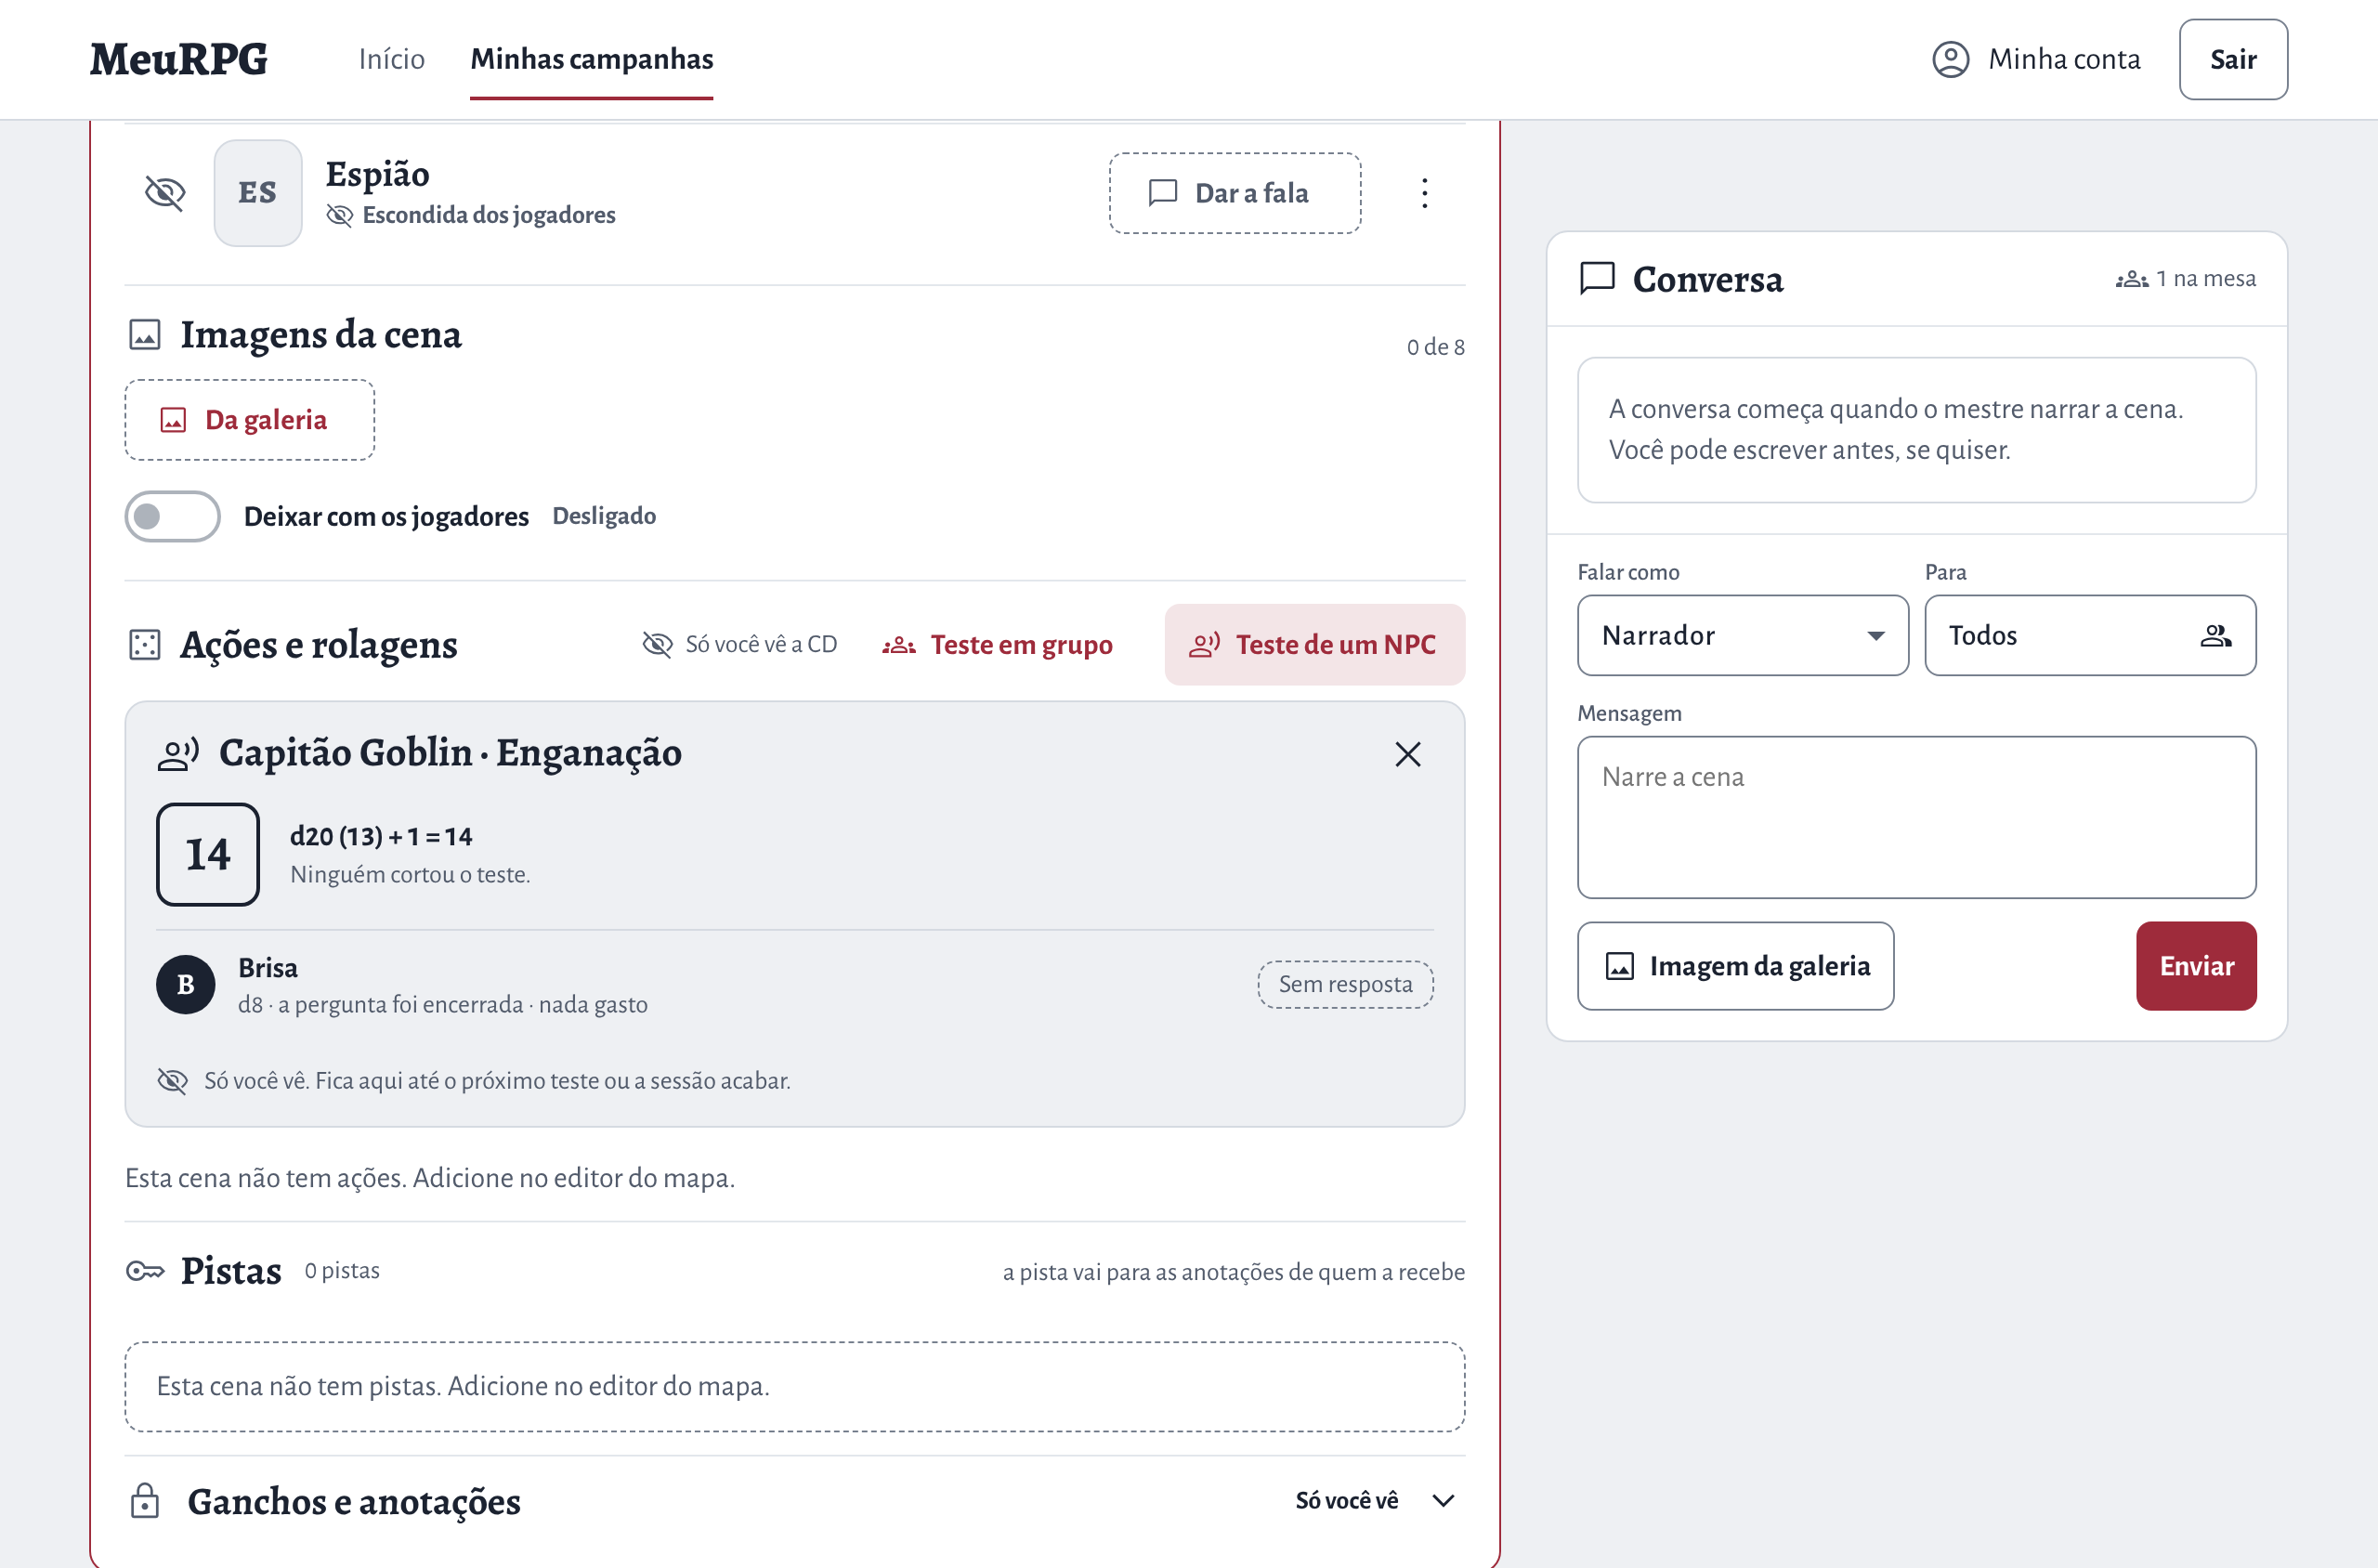 MeuRPG
Início
Minhas campanhas
Minha conta
Sair
ES
Espião
Escondida dos jogadores
Dar a fala
Imagens da cena
0 de 8
Da galeria
Deixar com os jogadores
Desligado
Ações e rolagens
Só você vê a CD
Teste em grupo
Teste de um NPC
Capitão Goblin · Enganação
14
d20 (13) + 1 = 14
Ninguém cortou o teste.
B
Brisa
d8 · a pergunta foi encerrada · nada gasto
Sem resposta
Só você vê. Fica aqui até o próximo teste ou a sessão acabar.
Esta cena não tem ações. Adicione no editor do mapa.
Pistas
0 pistas
a pista vai para as anotações de quem a recebe
Esta cena não tem pistas. Adicione no editor do mapa.
Ganchos e anotações
Só você vê
Conversa
1 na mesa
A conversa começa quando o mestre narrar a cena.
Você pode escrever antes, se quiser.
Falar como
Para
Narrador
Todos
Mensagem
Narre a cena
Imagem da galeria
Enviar